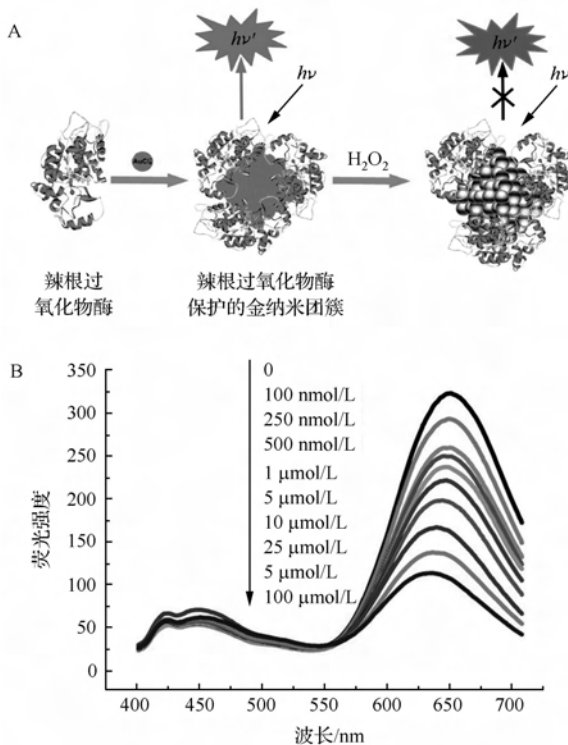 A
hν'
hν'
hν
hν
AuCl₄⁻
H₂O₂
辣根过
氧化物酶
辣根过氧化物酶
保护的金纳米团簇
B
350
300
250
200
150
100
50
0
荧光强度
0
100 nmol/L
250 nmol/L
500 nmol/L
1 μmol/L
5 μmol/L
10 μmol/L
25 μmol/L
5 μmol/L
100 μmol/L
400 450 500 550 600 650 700
波长/nm